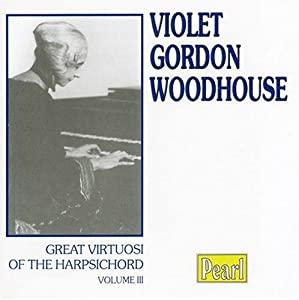 VIOLET
GORDON
WOODHOUSE
GREAT VIRTUOSI
OF THE HARPSICHORD
VOLUME III
Pearl